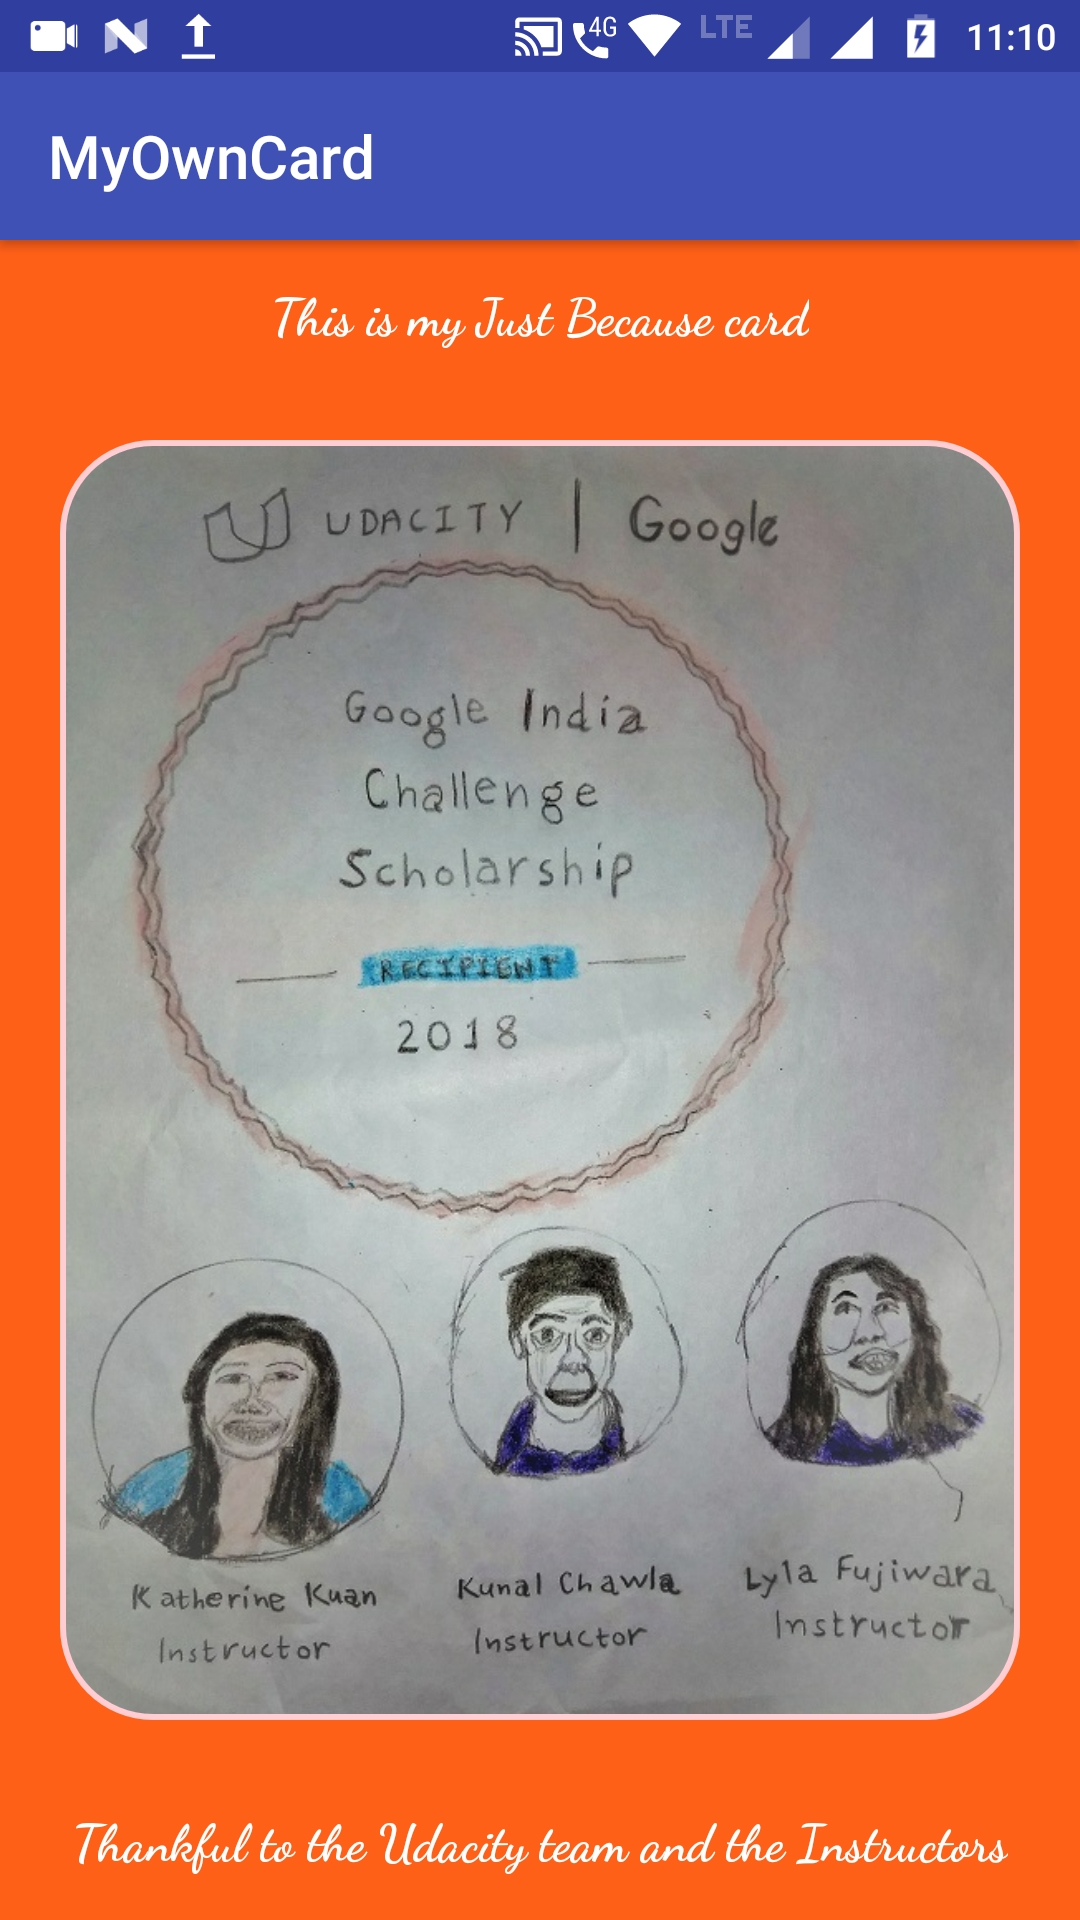 4G
LTE
11:10
MyOwnCard
This is my Just Because card
UDACITY | Google
Google India
Challenge
Scholarship
RECIPIENT
2018
Katherine Kuan
Instructor
Kunal Chawla
Instructor
Lyla Fujiwara
Instructor
Thankful to the Udacity team and the Instructors